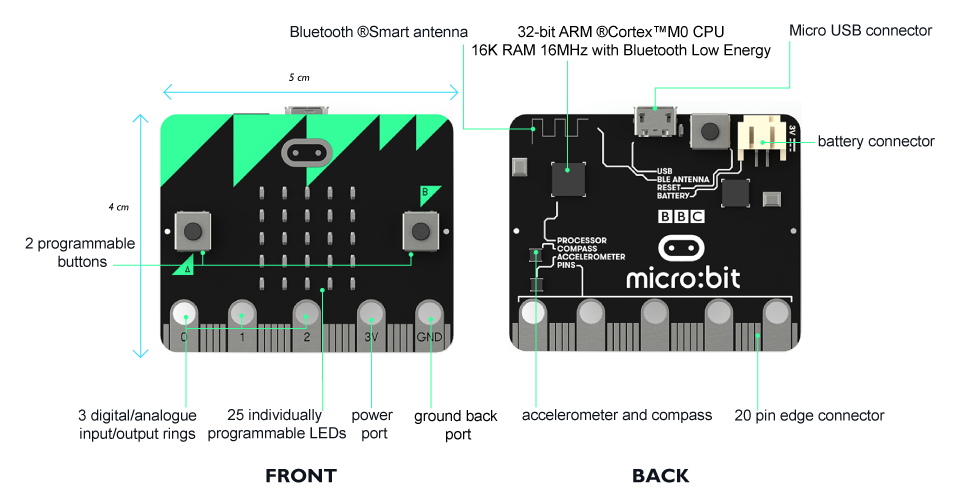 Bluetooth ®Smart antenna
32-bit ARM ®Cortex™M0 CPU
16K RAM 16MHz with Bluetooth Low Energy
Micro USB connector
5 cm
4 cm
battery connector
2 programmable
buttons
A
B
0
1
2
3V
GND
3V
USB
BLE ANTENNA
RESET
BATTERY
BBC
PROCESSOR
COMPASS
ACCELEROMETER
PINS
micro:bit
3 digital/analogue
input/output rings
25 individually
programmable LEDs
power
port
ground back
port
accelerometer and compass
20 pin edge connector
FRONT
BACK